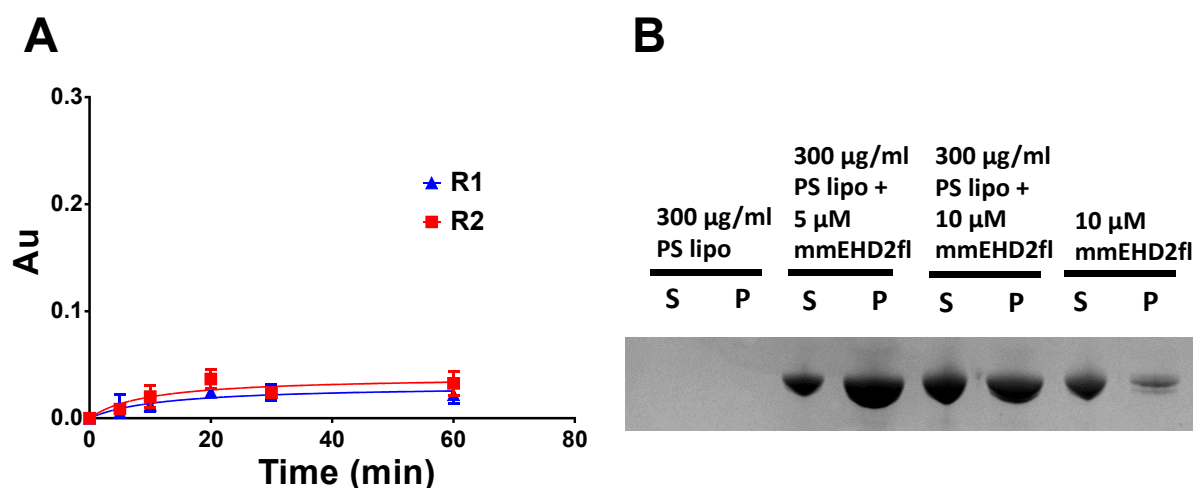 A
Au
0.3
0.2
0.1
0.0
0
20
40
60
80
Time (min)
R1
R2
B
300 µg/ml
PS lipo
300 µg/ml
PS lipo +
5 µM
mmEHD2fl
300 µg/ml
PS lipo +
10 µM
mmEHD2fl
10 µM
mmEHD2fl
S P S P S P S P